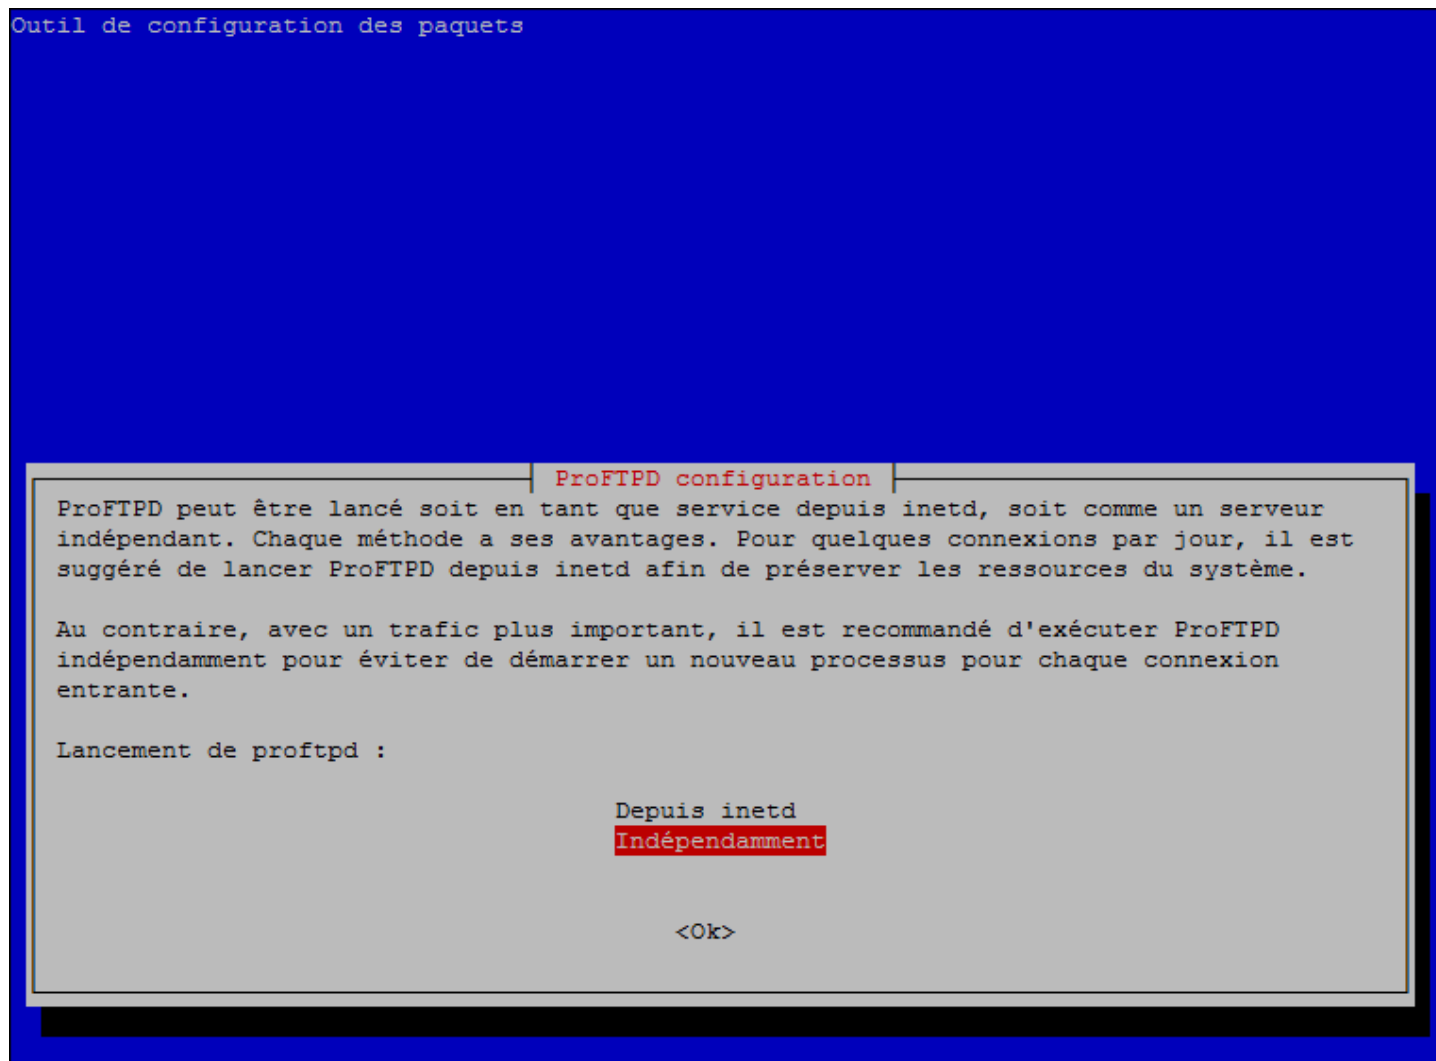 Outil de configuration des paquets
ProFTPD configuration
ProFTPD peut être lancé soit en tant que service depuis inetd, soit comme un serveur
indépendant. Chaque méthode a ses avantages. Pour quelques connexions par jour, il est
suggéré de lancer ProFTPD depuis inetd afin de préserver les ressources du système.
Au contraire, avec un trafic plus important, il est recommandé d'exécuter ProFTPD
indépendamment pour éviter de démarrer un nouveau processus pour chaque connexion
entrante.
Lancement de proftpd :
Depuis inetd
Indépendamment
<Ok>